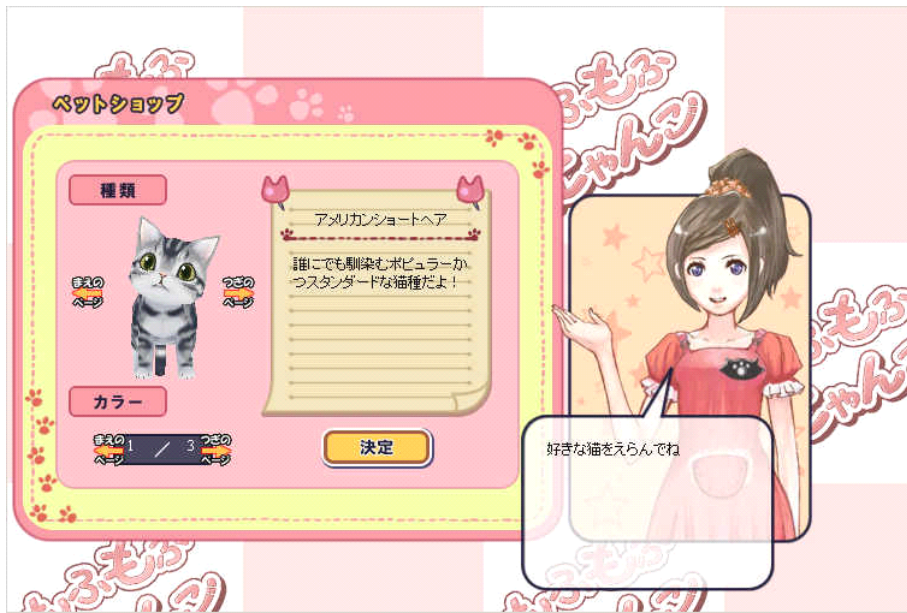 もふもふ
にゃんこ
ペットショップ
種類
アメリカンショートヘア
誰にでも馴染むポピュラーか
つスタンダードな猫種だよ！
まえの
ページ
つぎの
ページ
カラー
まえの
ページ
1 ／ 3
つぎの
ページ
決定
好きな猫をえらんでね